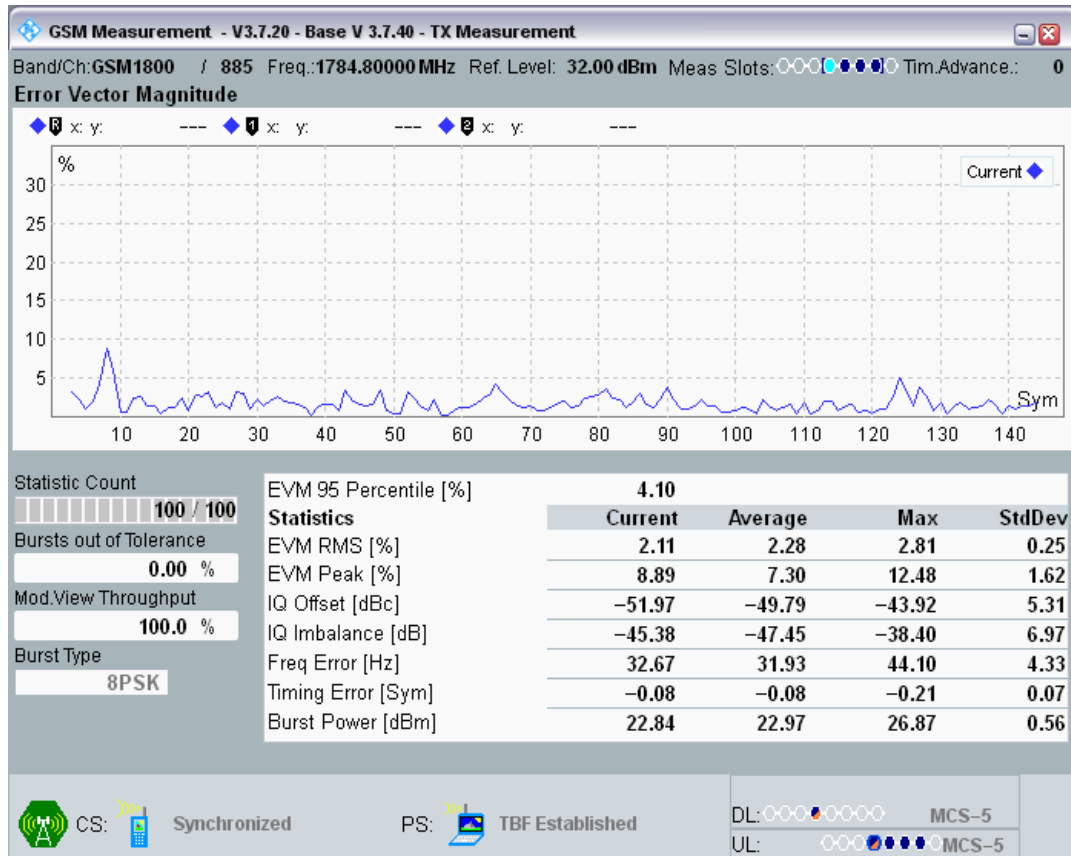 GSM Measurement - V3.7.20 - Base V 3.7.40 - TX Measurement
Band/Ch:GSM1800 / 885 Freq.:1784.80000 MHz Ref. Level: 32.00 dBm Meas Slots: Tim.Advance.: 0
Error Vector Magnitude
R x: y: --- 1 x: y: --- 2 x: y: ---
%
Current
30
25
20
15
10
5
Sym
10 20 30 40 50 60 70 80 90 100 110 120 130 140
Statistic Count
100 / 100
Bursts out of Tolerance
0.00 %
Mod.View Throughput
100.0 %
Burst Type
8PSK
EVM 95 Percentile [%] 4.10
Statistics Current Average Max StdDev
EVM RMS [%] 2.11 2.28 2.81 0.25
EVM Peak [%] 8.89 7.30 12.48 1.62
IQ Offset [dBc] −51.97 −49.79 −43.92 5.31
IQ Imbalance [dB] −45.38 −47.45 −38.40 6.97
Freq Error [Hz] 32.67 31.93 44.10 4.33
Timing Error [Sym] −0.08 −0.08 −0.21 0.07
Burst Power [dBm] 22.84 22.97 26.87 0.56
CS: Synchronized PS: TBF Established
DL: MCS−5
UL: MCS−5